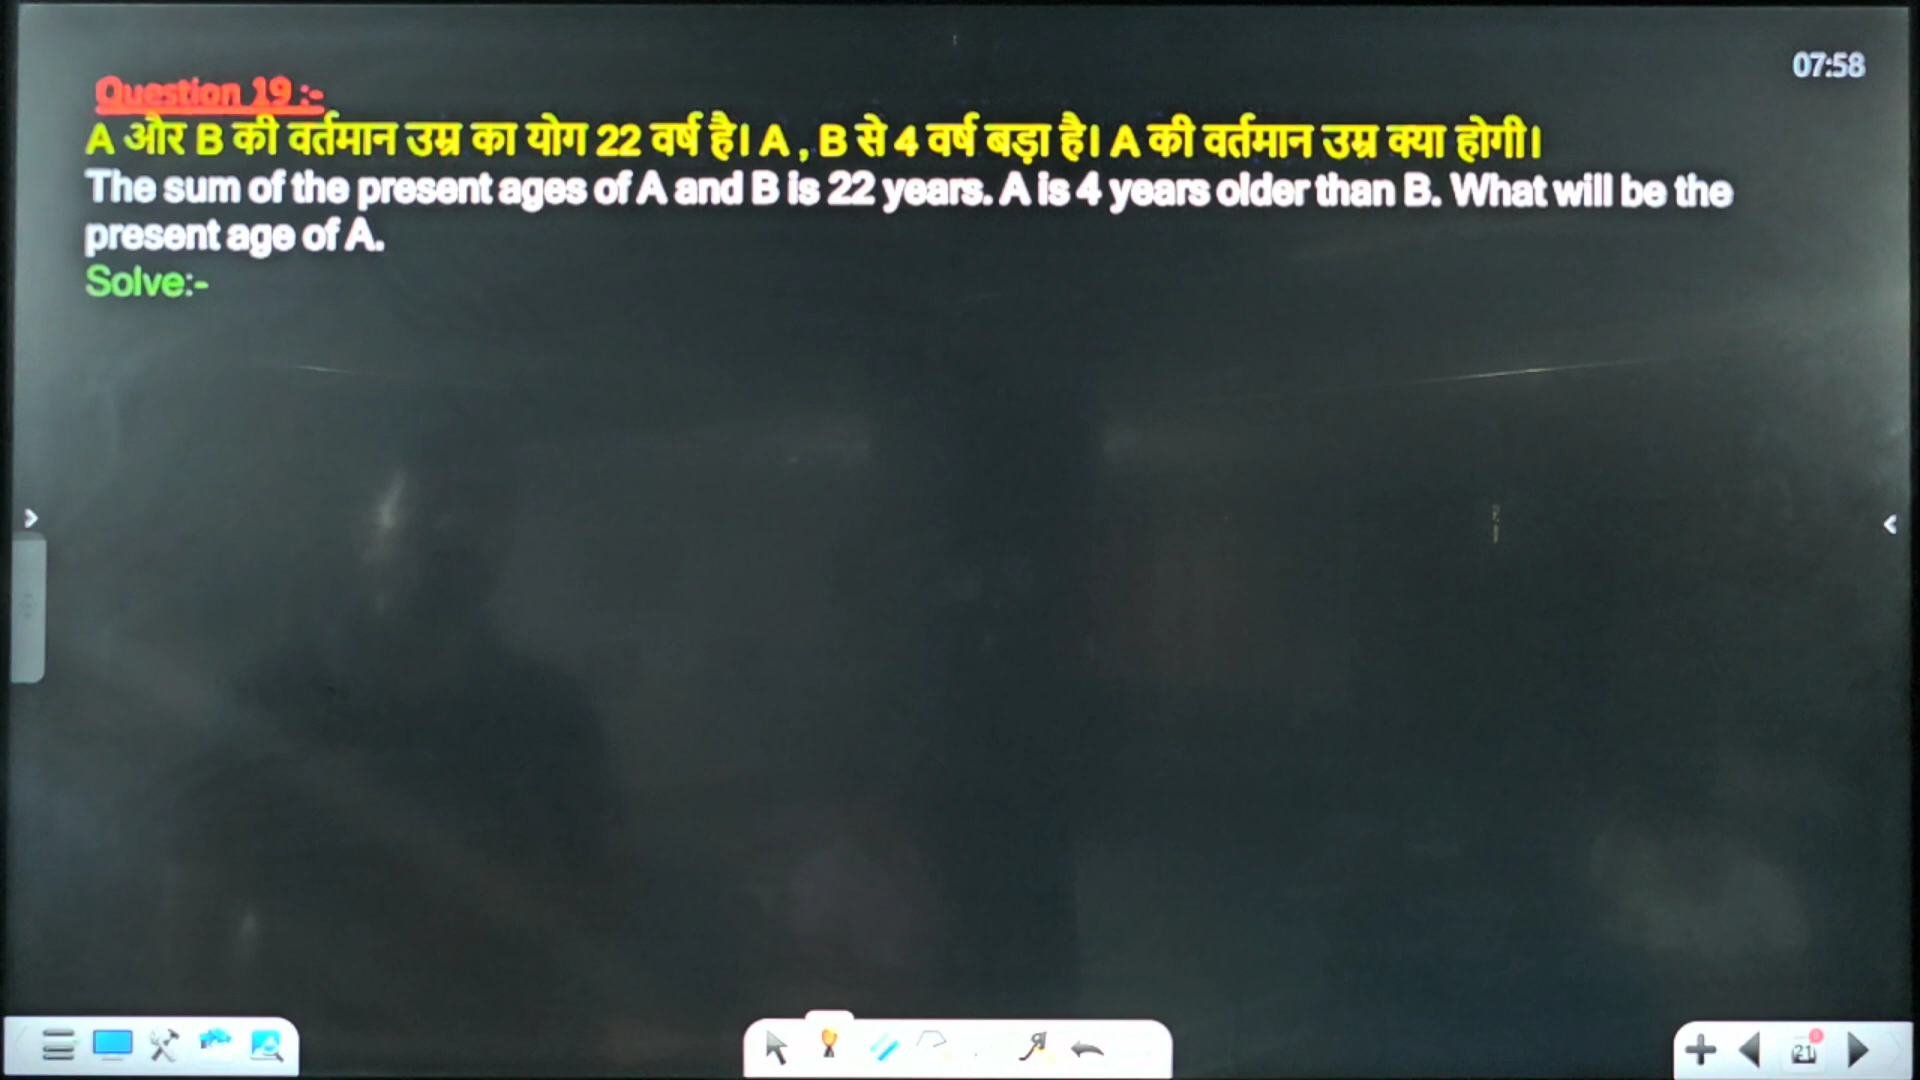 07:58
Question 19 :-
A और B की वर्तमान उम्र का योग 22 वर्ष है। A , B से 4 वर्ष बड़ा है। A की वर्तमान उम्र क्या होगी।
The sum of the present ages of A and B is 22 years. A is 4 years older than B. What will be the
present age of A.
Solve:-
21